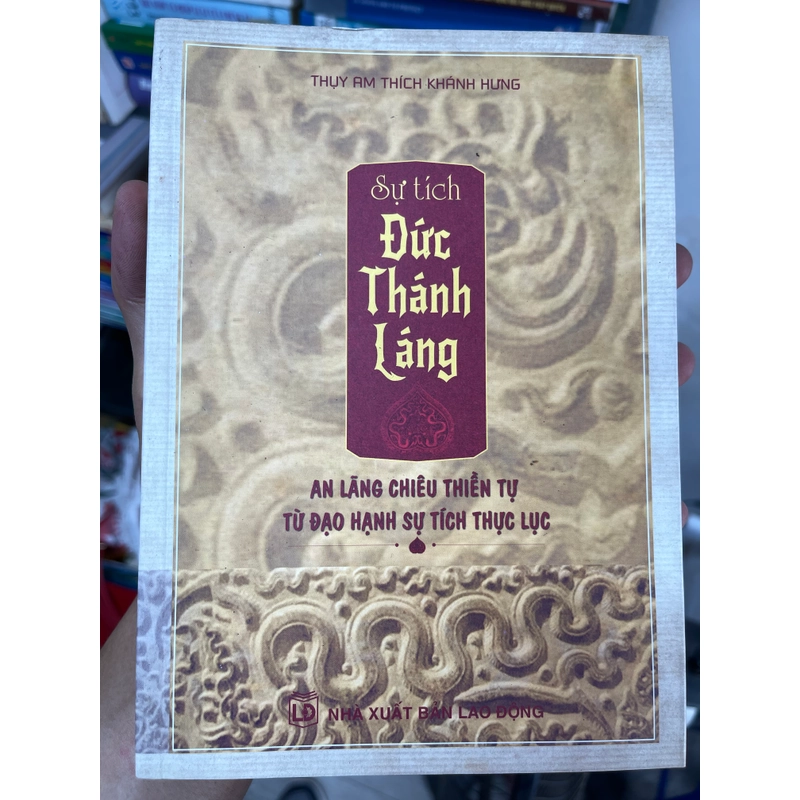 THỤY AM THÍCH KHÁNH HƯNG
Sự tích
Đức
Thánh
Láng
AN LÃNG CHIÊU THIỀN TỰ
TỪ ĐẠO HẠNH SỰ TÍCH THỰC LỤC
LĐ NHÀ XUẤT BẢN LAO ĐỘNG